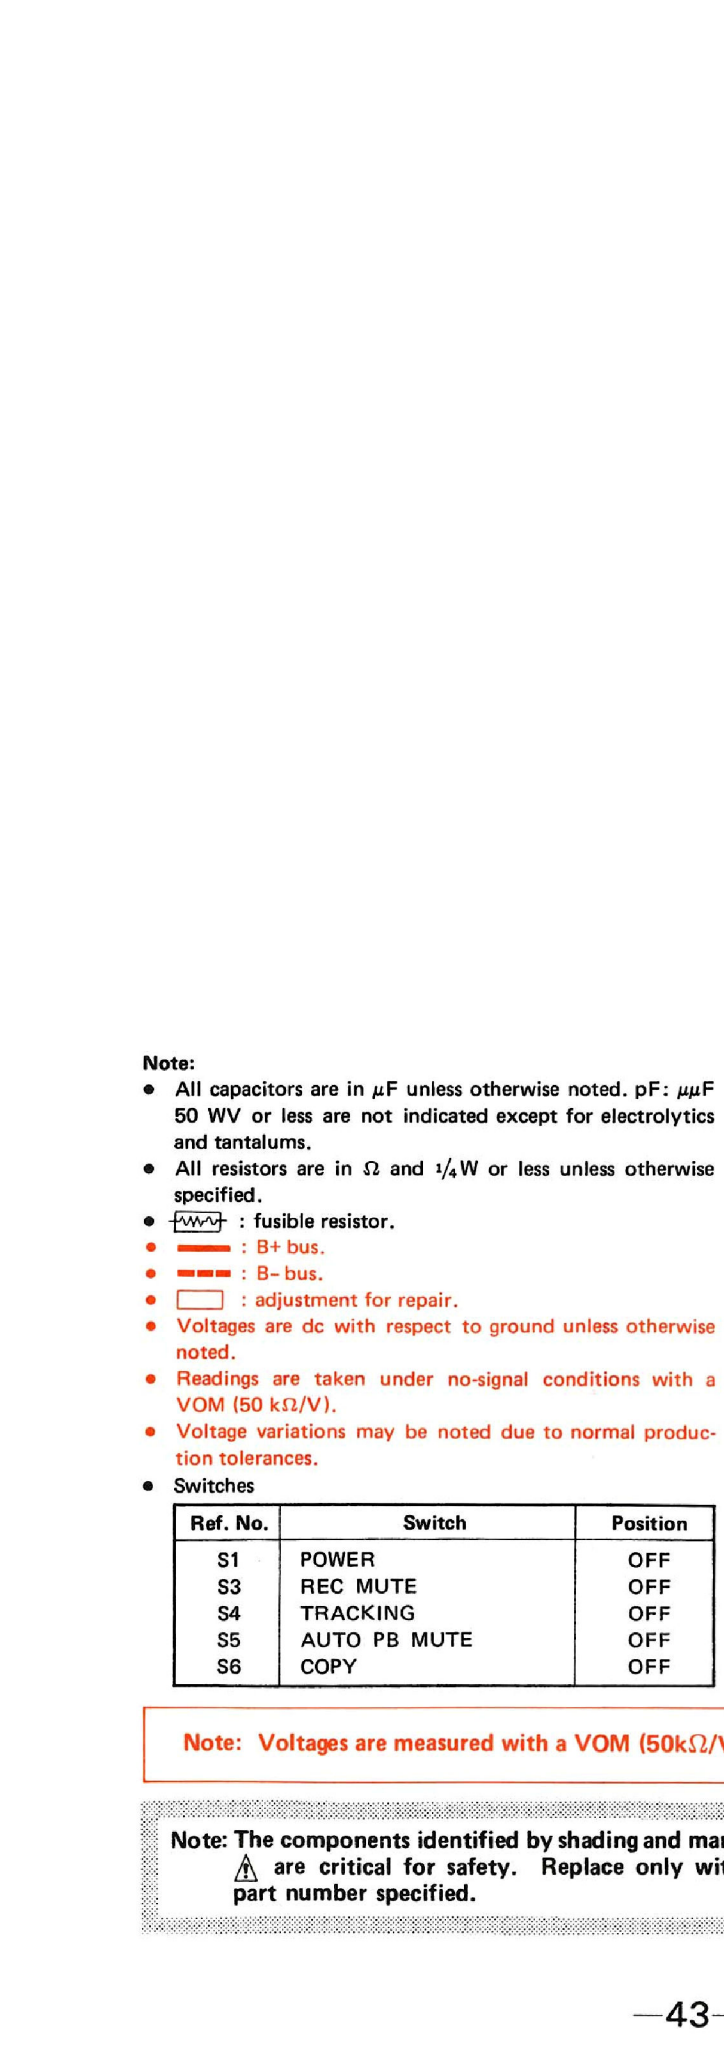 Note:
● All capacitors are in μF unless otherwise noted. pF: μμF
50 WV or less are not indicated except for electrolytics
and tantalums.
● All resistors are in Ω and 1/4W or less unless otherwise
specified.
● : fusible resistor.
● : B+ bus.
● : B− bus.
● : adjustment for repair.
● Voltages are dc with respect to ground unless otherwise
noted.
● Readings are taken under no-signal conditions with a
VOM (50 kΩ/V).
● Voltage variations may be noted due to normal produc-
tion tolerances.
● Switches
Ref. No. Switch Position
S1 POWER OFF
S3 REC MUTE OFF
S4 TRACKING OFF
S5 AUTO PB MUTE OFF
S6 COPY OFF
Note: Voltages are measured with a VOM (50kΩ/
Note: The components identified by shading and
are critical for safety. Replace only
part number specified.
—43-